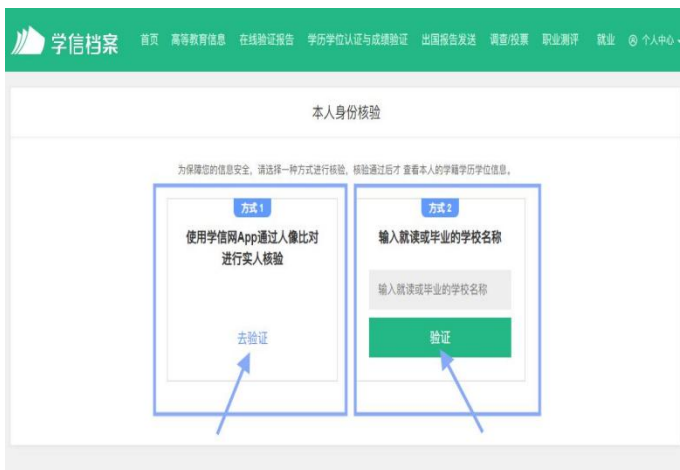 学信档案
首页 高等教育信息 在线验证报告 学历学位认证与成绩验证 出国报告发送 调查/投票 职业测评 就业 个人中心
本人身份核验
为保障您的信息安全，请选择一种方式进行核验，核验通过后才 查看本人的学籍学历学位信息。
方式 1
使用学信网App通过人像比对
进行实人核验
去验证
方式 2
输入就读或毕业的学校名称
输入就读或毕业的学校名称
验证